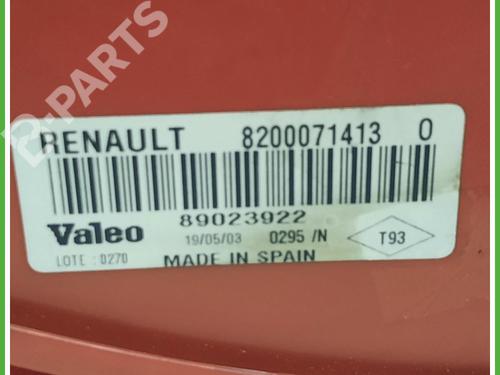 B-PARTS
RENAULT 8200071413 0
89023922
Valeo 19/05/03 0295 /N T93
LOTE : 0270 MADE IN SPAIN